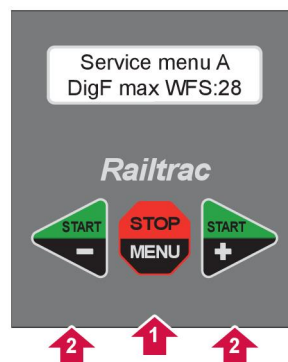 Service menu A
DigF max WFS:28
Railtrac
START
STOP
START
-
MENU
+
2
1
2